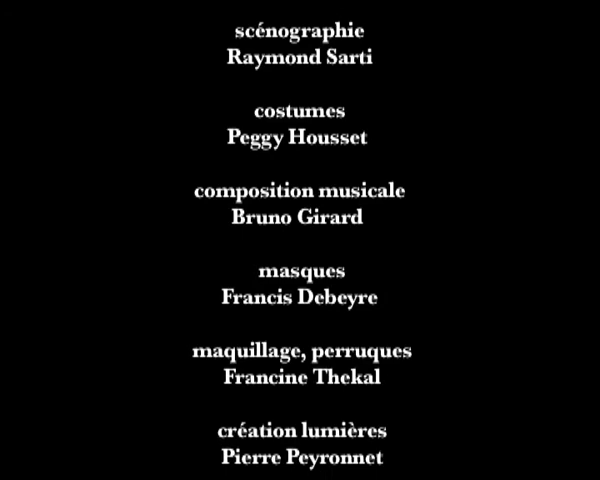 scénographie
Raymond Sarti
costumes
Peggy Housset
composition musicale
Bruno Girard
masques
Francis Debeyre
maquillage, perruques
Francine Thekal
création lumières
Pierre Peyronnet